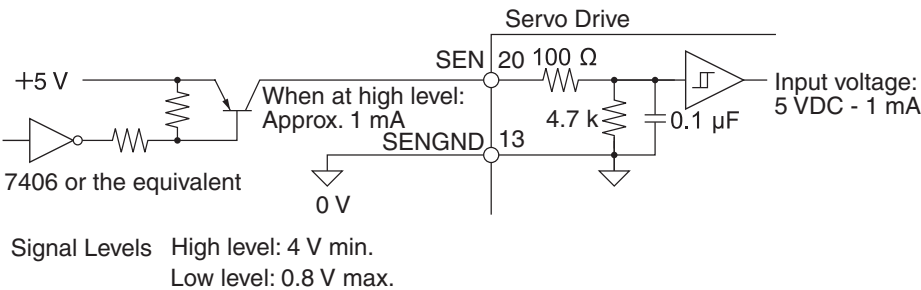 Servo Drive
SEN 20 100 Ω
+5 V
When at high level:
Approx. 1 mA
4.7 k
0.1 µF
Input voltage:
5 VDC - 1 mA
SENGND 13
7406 or the equivalent
0 V
Signal Levels High level: 4 V min.
Low level: 0.8 V max.